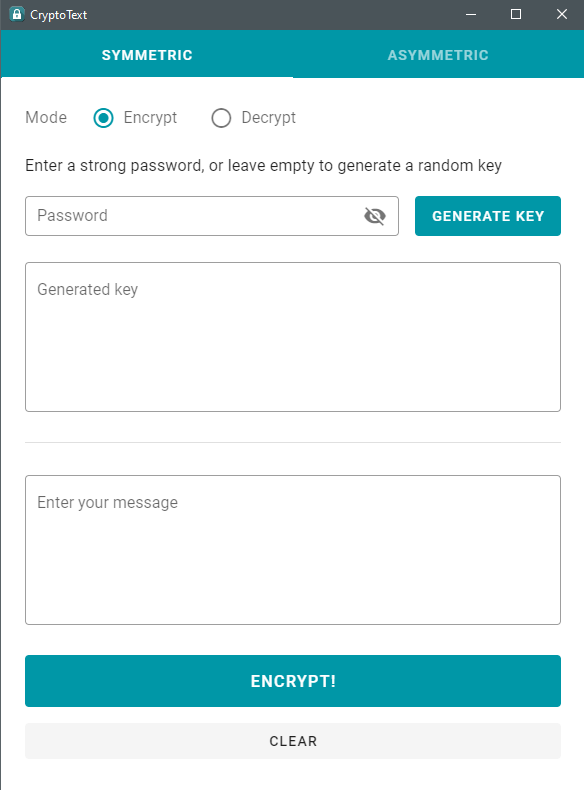 CryptoText
SYMMETRIC ASYMMETRIC
Mode Encrypt Decrypt
Enter a strong password, or leave empty to generate a random key
Password GENERATE KEY
Generated key
Enter your message
ENCRYPT!
CLEAR